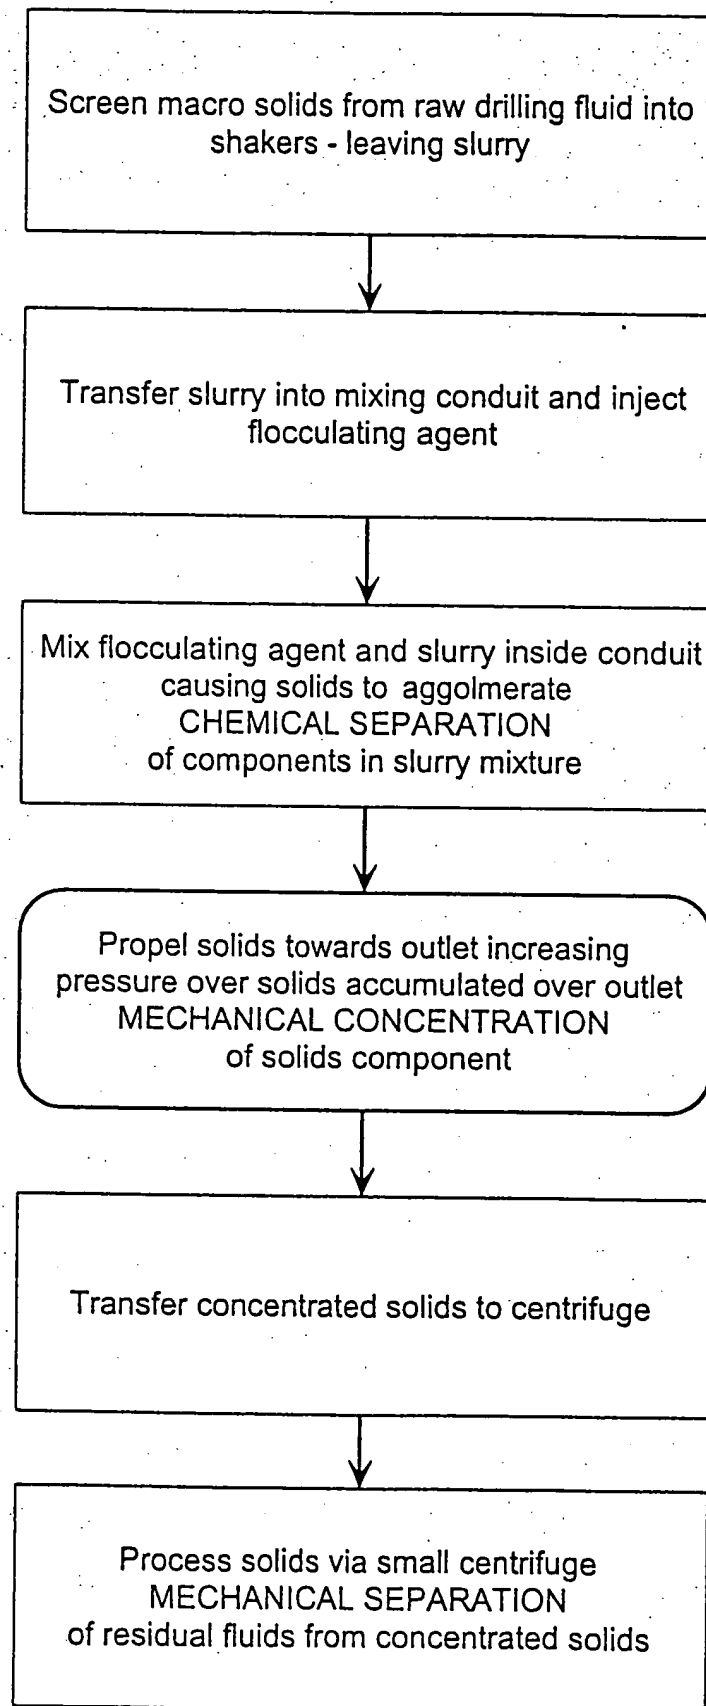 Screen macro solids from raw drilling fluid into
shakers - leaving slurry
Transfer slurry into mixing conduit and inject
flocculating agent
Mix flocculating agent and slurry inside conduit
causing solids to aggolmerate
CHEMICAL SEPARATION
of components in slurry mixture
Propel solids towards outlet increasing
pressure over solids accumulated over outlet
MECHANICAL CONCENTRATION
of solids component
Transfer concentrated solids to centrifuge
Process solids via small centrifuge
MECHANICAL SEPARATION
of residual fluids from concentrated solids